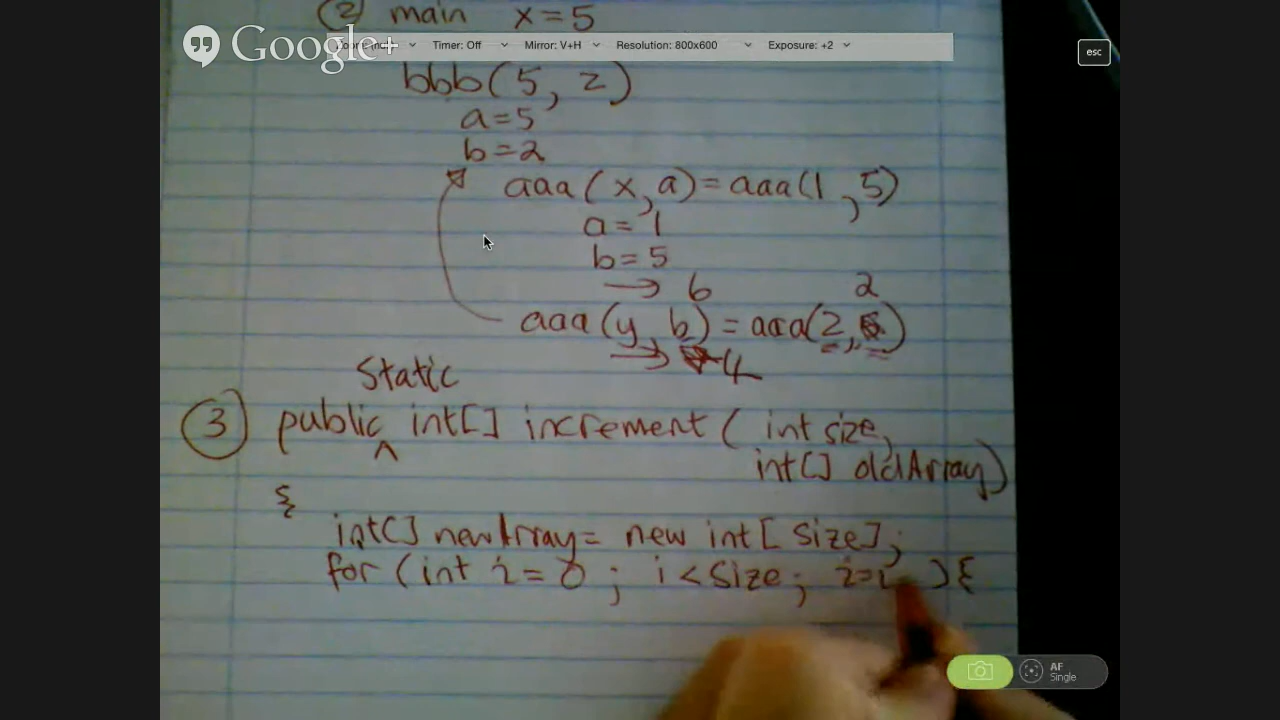 ② main x = 5
Google+
Timer: Off Mirror: V+H Resolution: 800x600 Exposure: +2
esc
bbb(5, 2)
a = 5
b = 2
aaa(x, a) = aaa(1, 5)
a = 1
b = 5
→ 6
2
aaa(y, b) = aaa(2, )
→ 4
Static
③ public ^ int[] increment ( int size,
int[] oldArray)
{
int[] newArray = new int[size];
for (int i = 0 ; i < size; i=i ) {
AF
Single